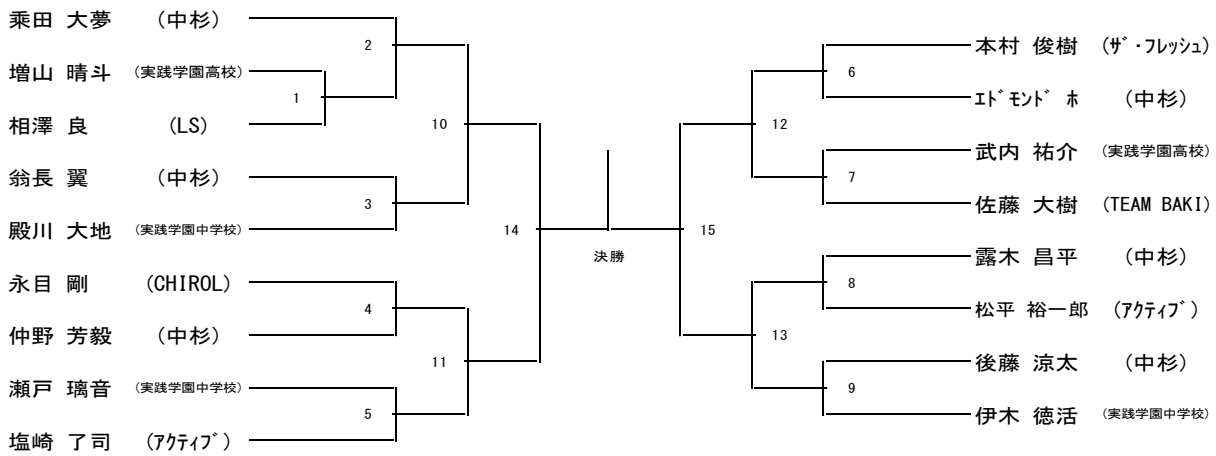 乗田 大夢 (中杉)
増山 晴斗 (実践学園高校)
相澤 良 (LS)
翁長 翼 (中杉)
殿川 大地 (実践学園中学校)
永目 剛 (CHIROL)
仲野 芳毅 (中杉)
瀬戸 璃音 (実践学園中学校)
塩崎 了司 (ｱｸﾃｨﾌﾞ)
2
1
10
3
14
4
11
5
決勝
6
12
7
15
8
13
9
本村 俊樹 (ｻﾞ・ﾌﾚｯｼｭ)
ｴﾄﾞﾓﾝﾄﾞ ﾎ (中杉)
武内 祐介 (実践学園高校)
佐藤 大樹 (TEAM BAKI)
露木 昌平 (中杉)
松平 裕一郎 (ｱｸﾃｨﾌﾞ)
後藤 涼太 (中杉)
伊木 徳活 (実践学園中学校)